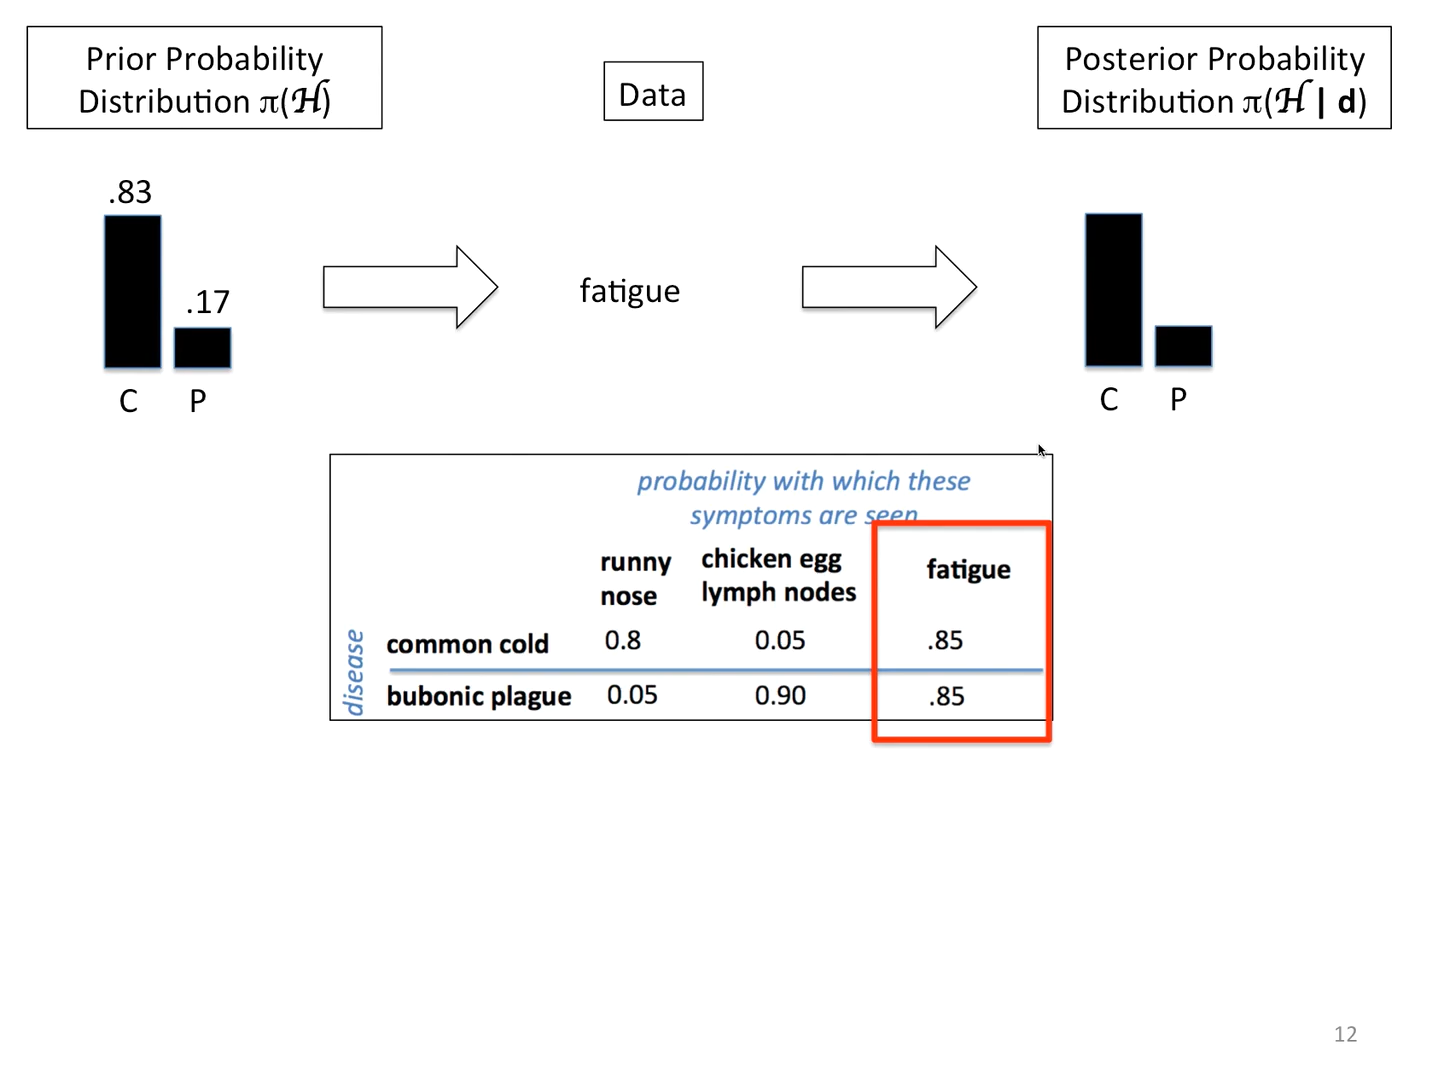 Prior Probability
Distribution π(ℋ)
Data
Posterior Probability
Distribution π(ℋ | d)
.83
.17
C P
fatigue
C P
probability with which these
symptoms are seen
runny
nose
chicken egg
lymph nodes
fatigue
disease
common cold 0.8 0.05 .85
bubonic plague 0.05 0.90 .85
12